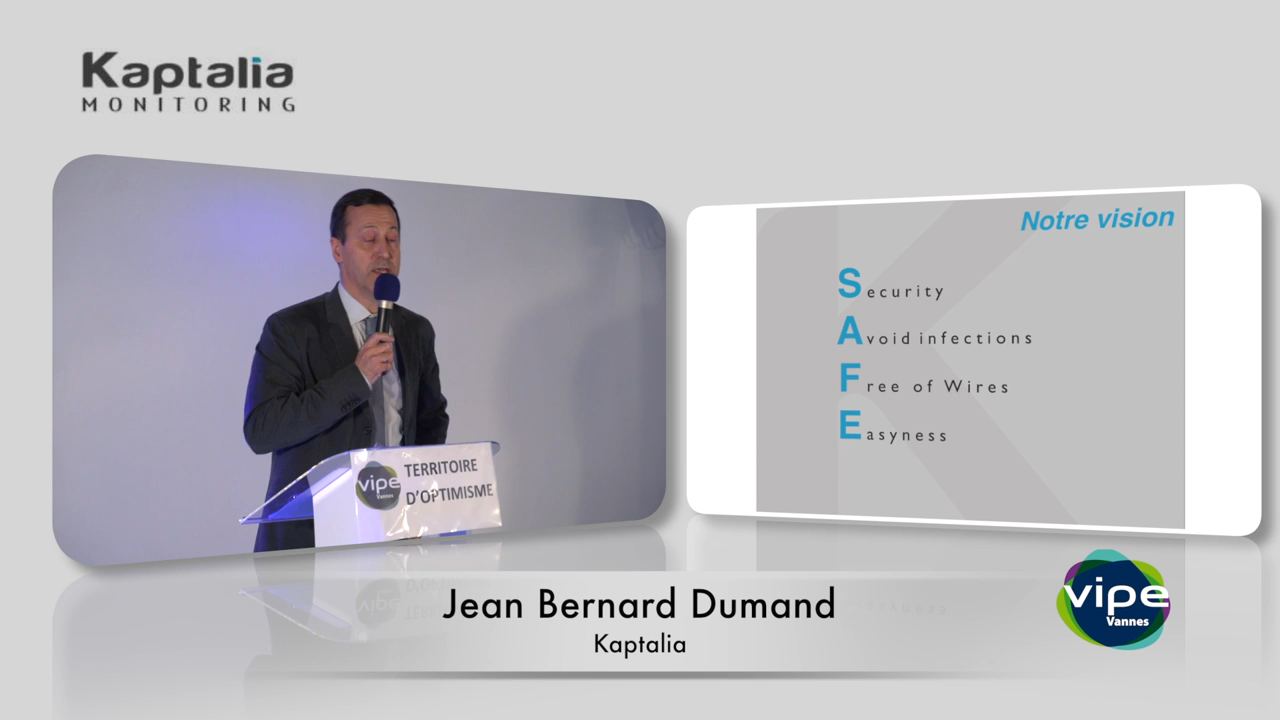 Kaptalia
MONITORING
vipe
Vannes
TERRITOIRE
D'OPTIMISME
Notre vision
Security
Avoid infections
Free of Wires
Easyness
Jean Bernard Dumand
Kaptalia
vipe
Vannes